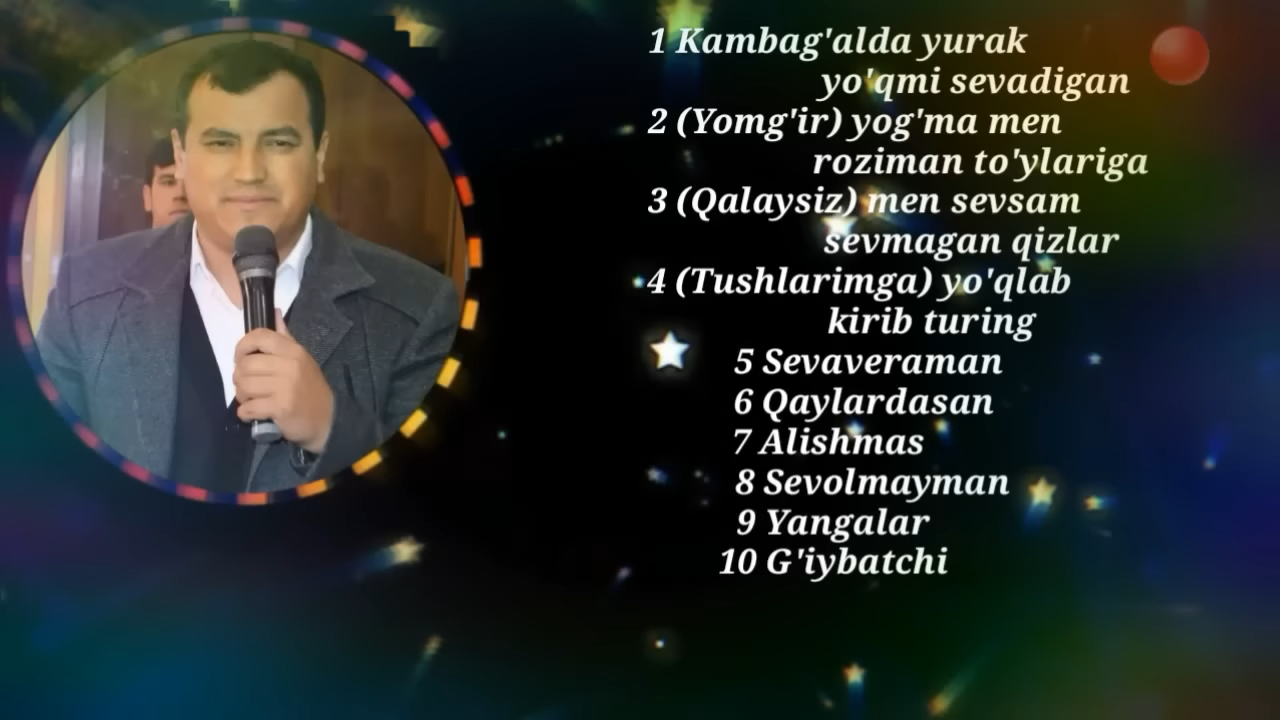 1 Kambag'alda yurak
yo'qmi sevadigan
2 (Yomg'ir) yog'ma men
roziman to'ylariga
3 (Qalaysiz) men sevsam
sevmagan qizlar
4 (Tushlarimga) yo'qlab
kirib turing
5 Sevaveraman
6 Qaylardasan
7 Alishmas
8 Sevolmayman
9 Yangalar
10 G'iybatchi